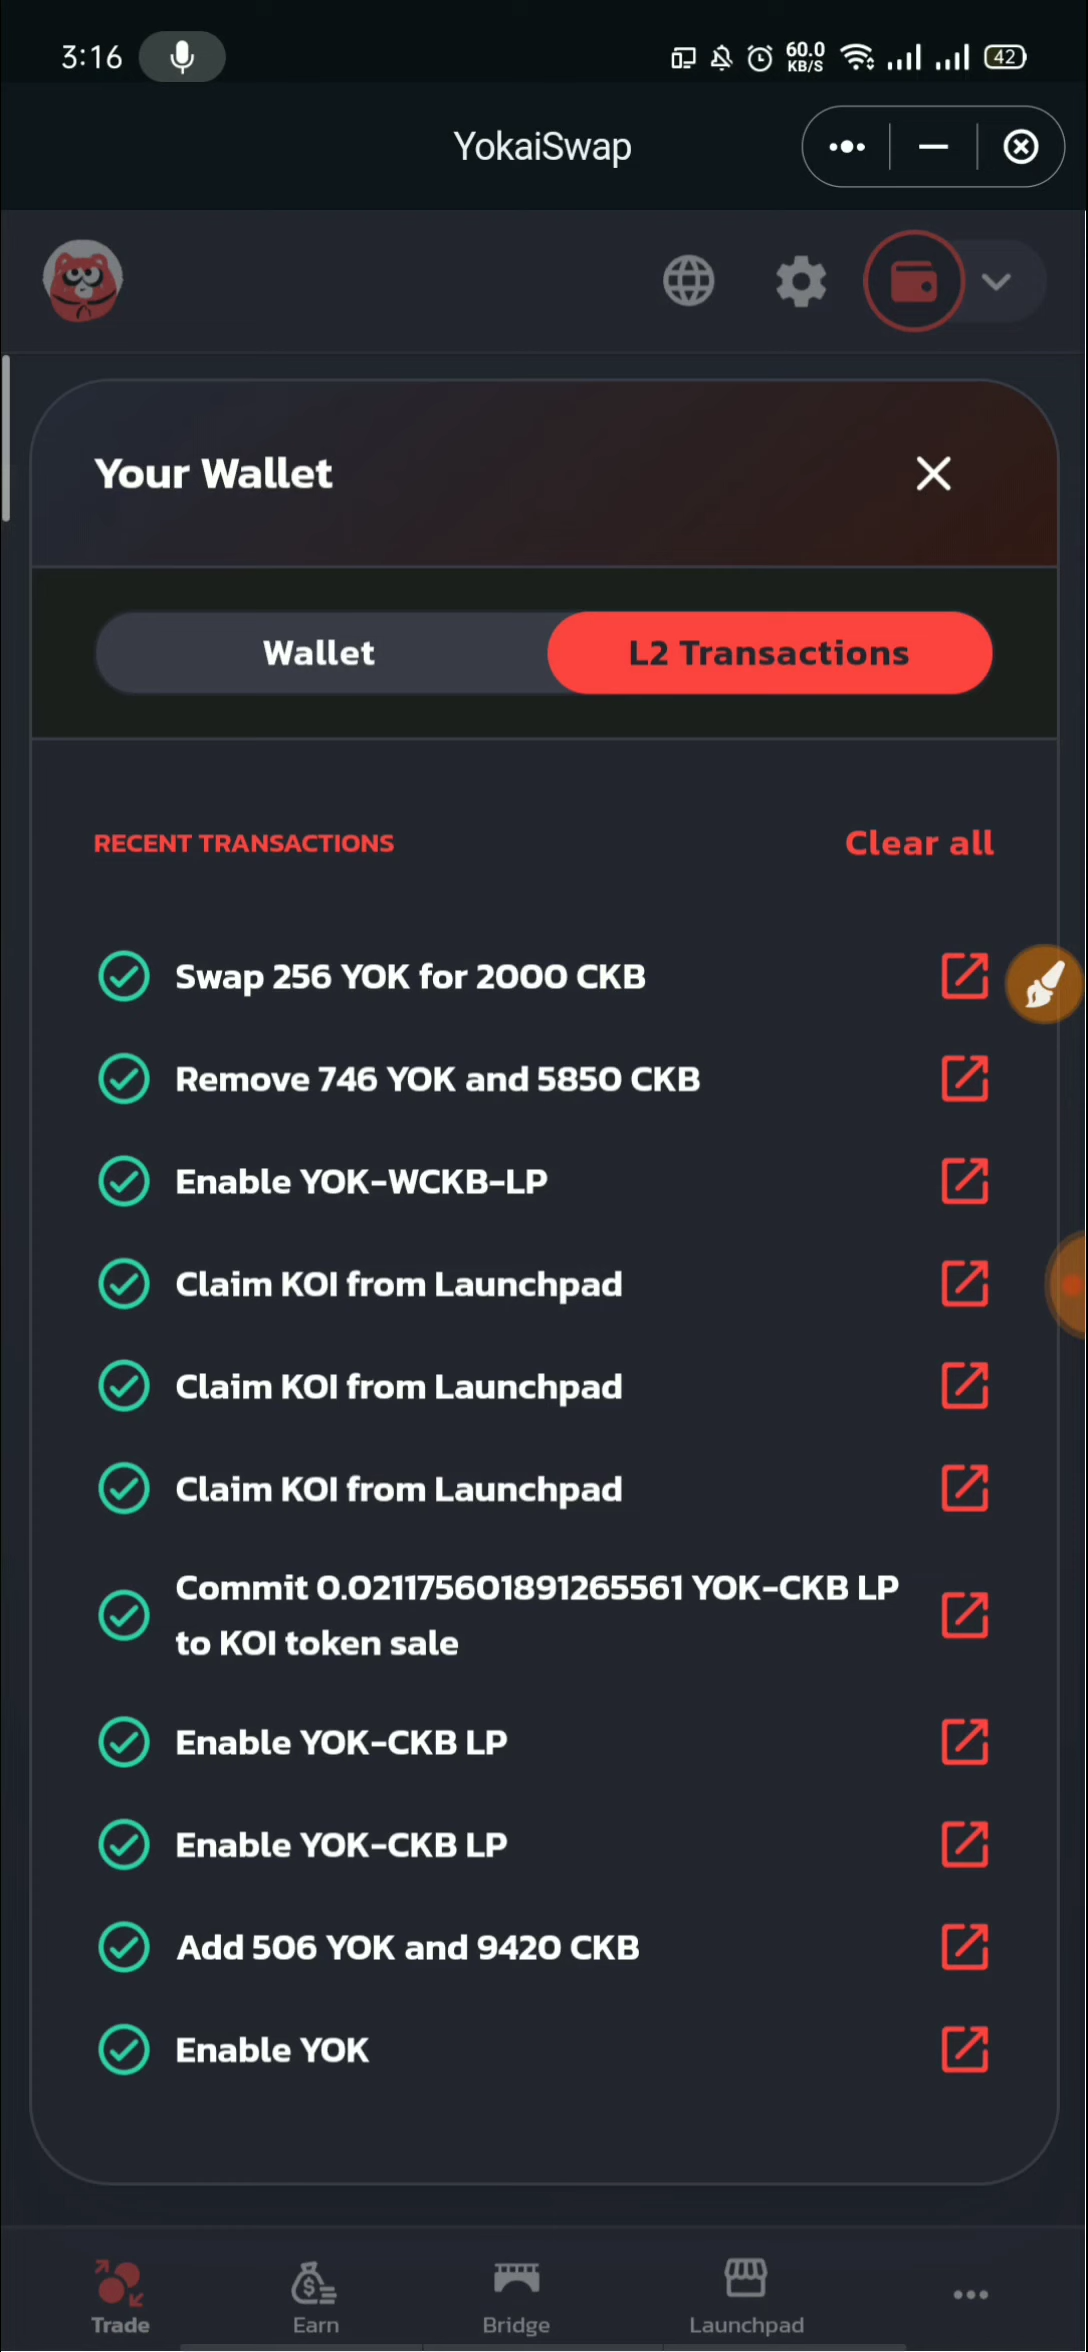 3:16
60.0
KB/S
42
YokaiSwap
Your Wallet
Wallet
L2 Transactions
RECENT TRANSACTIONS
Clear all
Swap 256 YOK for 2000 CKB
Remove 746 YOK and 5850 CKB
Enable YOK-WCKB-LP
Claim KOI from Launchpad
Claim KOI from Launchpad
Claim KOI from Launchpad
Commit 0.021175601891265561 YOK-CKB LP
to KOI token sale
Enable YOK-CKB LP
Enable YOK-CKB LP
Add 506 YOK and 9420 CKB
Enable YOK
Trade
Earn
Bridge
Launchpad